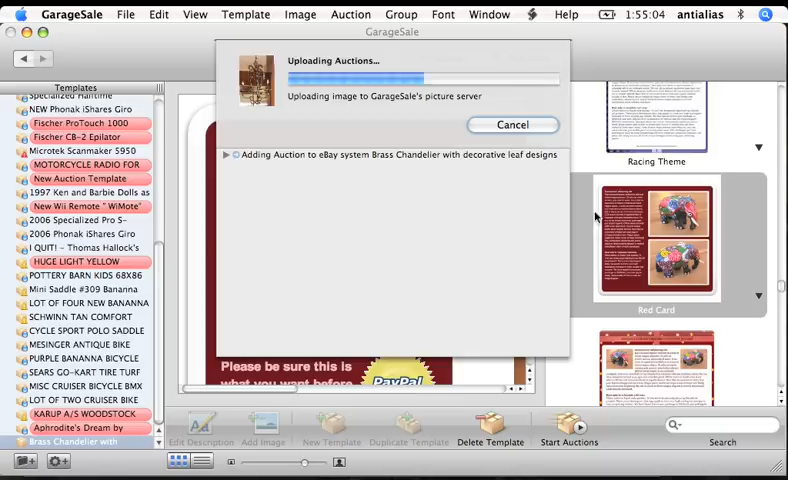 GarageSale File Edit View Template Image Auction Group Font Window Help 1:55:04 antialias
GarageSale
Templates
Specialized Halftime
NEW Phonak iShares Giro
Fischer ProTouch 1000
Fischer CB-2 Epilator
Microtek Scanmaker 5950
MOTORCYCLE RADIO FOR
New Auction Template
1997 Ken and Barbie Dolls as
New Wii Remote "WiMote"
2006 Specialized Pro S-
2006 Phonak iShares Giro
I QUIT! - Thomas Hallock's
HUGE LIGHT YELLOW
POTTERY BARN KIDS 68X86
Mini Saddle #31 309 Length
LOT OF FOUR NEW BANANNA
SCHWINN TAN COMFORT
CYCLE SPORT POLO SADDLE
MESINGER ANTIQUE BIKE
PURPLE BANANNA BICYCLE
SEARS GO-KART TIRE TURF
MISC CRUISER BICYCLE BMX
LOT OF TWO CRUISER BIKE
KARUP A/S WOODSTOCK
Aphrodite's Dream by
Brass Chandelier with
Uploading Auctions...
Uploading image to GarageSale's picture server
Cancel
Adding Auction to eBay system Brass Chandelier with decorative leaf designs
Please be sure this is
what you want before
PayPal
Racing Theme
Red Card
Edit Description Add Image New Template Duplicate Template Delete Template Start Auctions Search